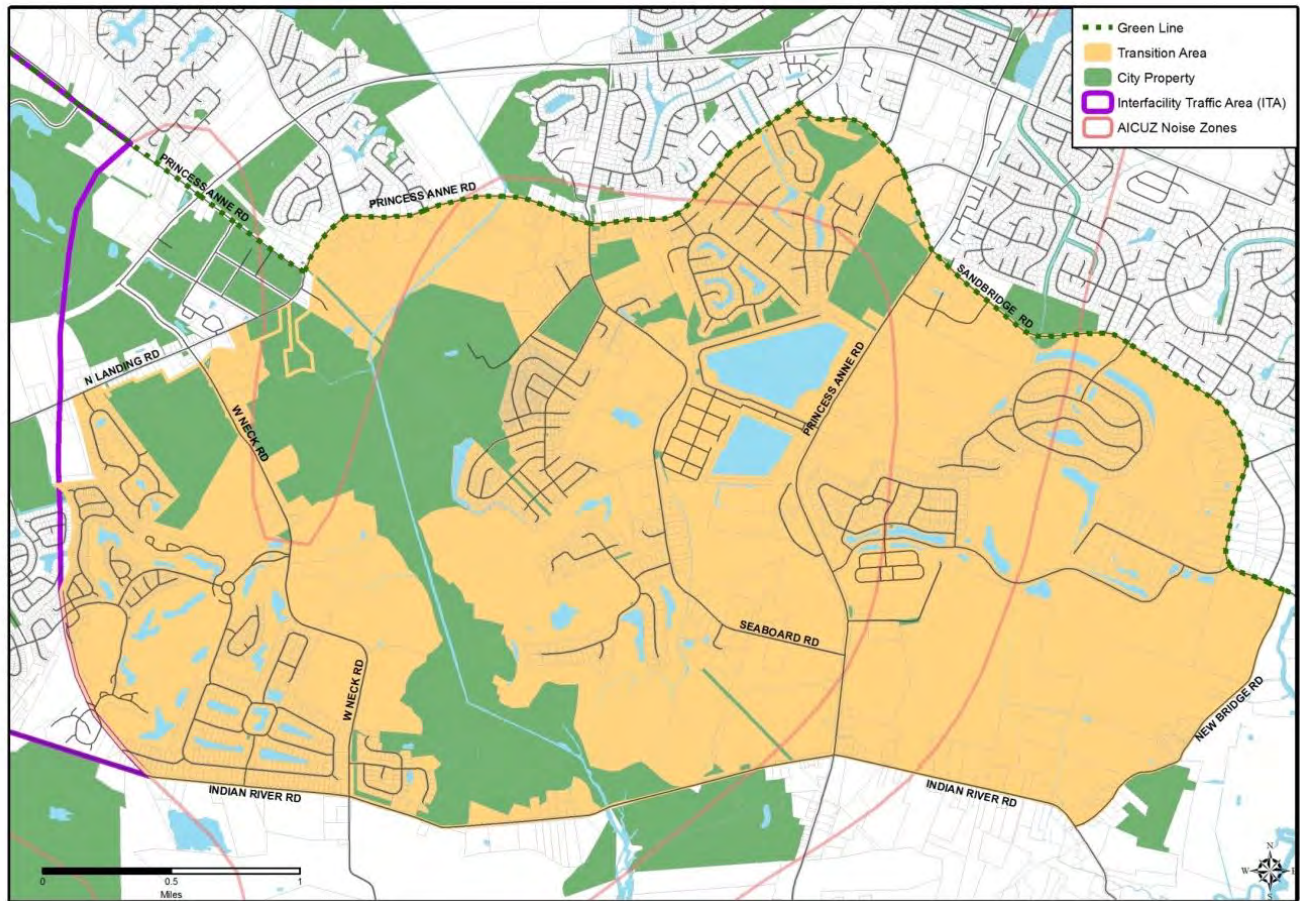 Green Line
Transition Area
City Property
Interfacility Traffic Area (ITA)
AICUZ Noise Zones
PRINCESS ANNE RD
PRINCESS ANNE RD
SANDBRIDGE RD
N LANDING RD
W NECK RD
PRINCESS ANNE RD
SEABOARD RD
W NECK RD
NEW BRIDGE RD
INDIAN RIVER RD
INDIAN RIVER RD
0 0.5 1
Miles
N
W E
S